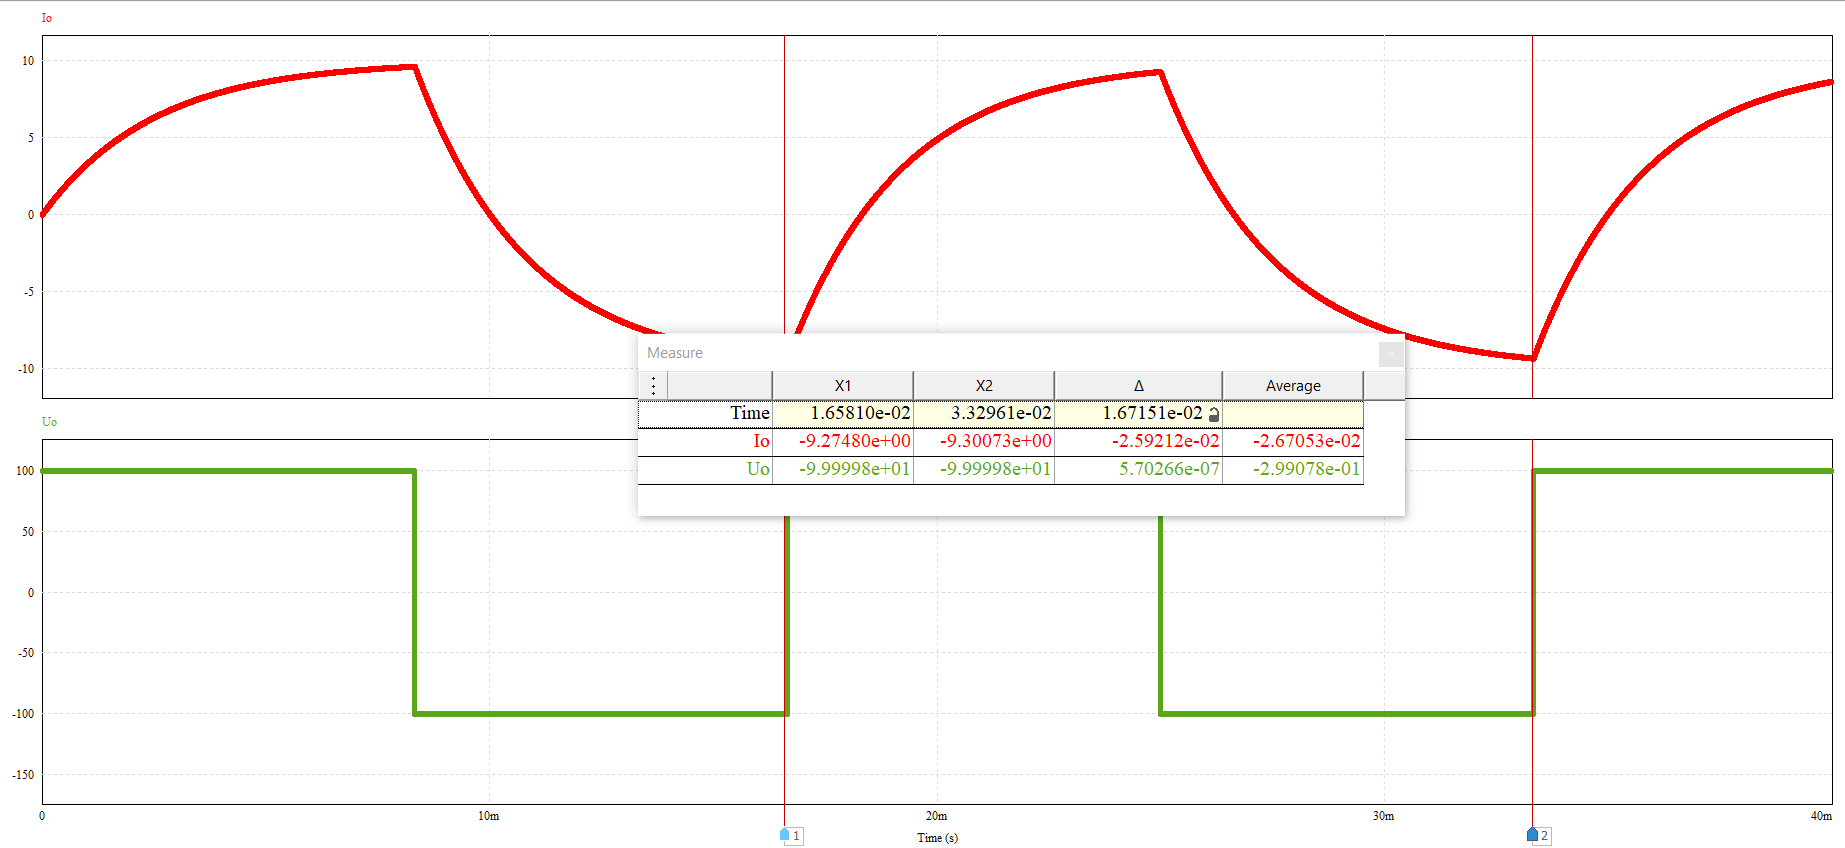 Io
10
5
0
-5
-10
Measure
X1 X2 Δ Average
Time 1.65810e-02 3.32961e-02 1.67151e-02
Io -9.27480e+00 -9.30073e+00 -2.59212e-02 -2.67053e-02
Uo -9.99998e+01 -9.99998e+01 5.70266e-07 -2.99078e-01
Uo
100
50
0
-50
-100
-150
0 10m 20m 30m 40m
1 2
Time (s)